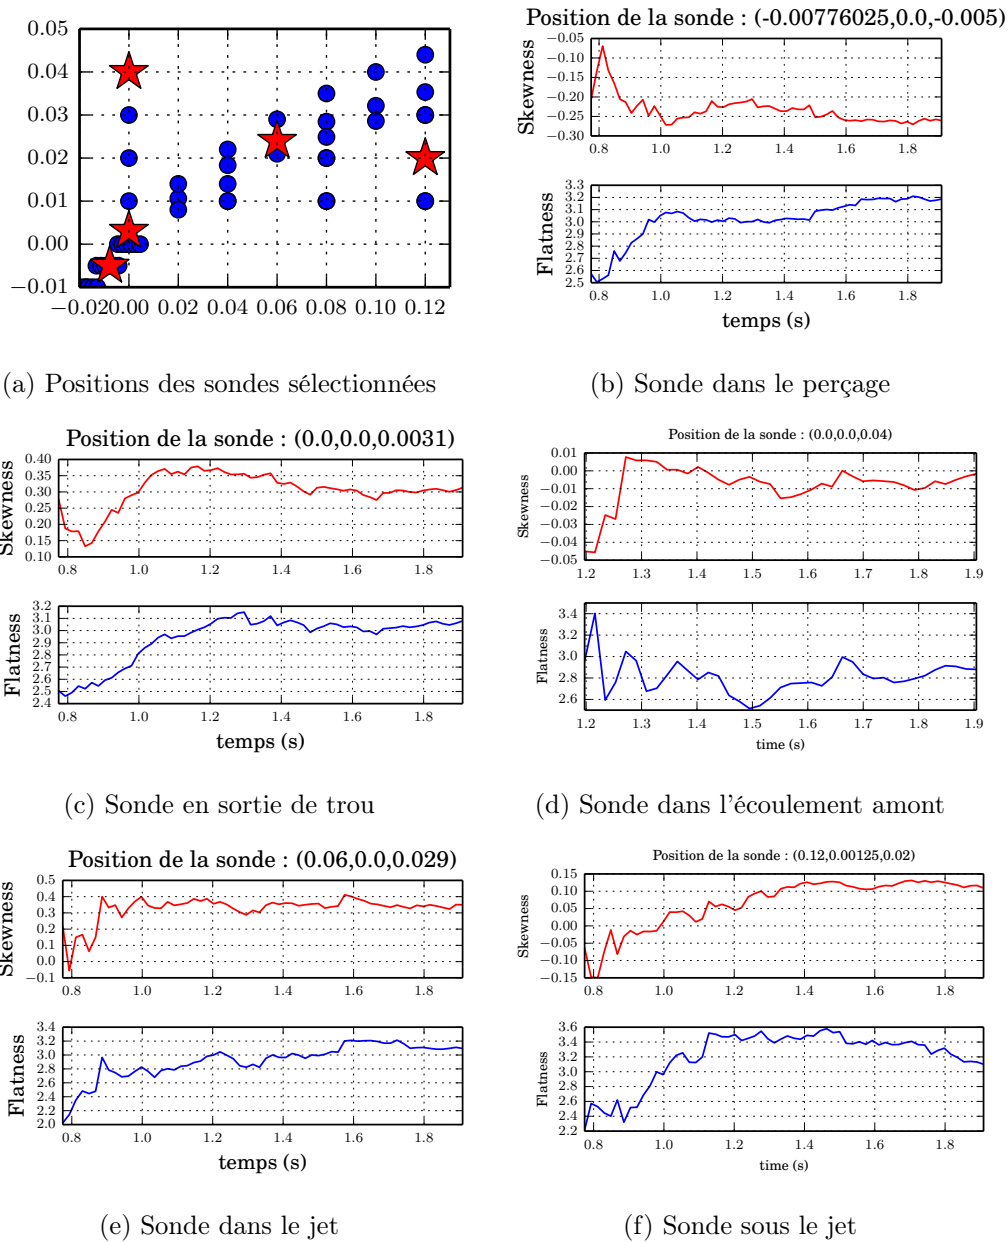 Position de la sonde : (-0.00776025,0.0,-0.005)
0.05
0.04
0.03
0.02
0.01
0.00
−0.01
−0.02 0.00 0.02 0.04 0.06 0.08 0.10 0.12
Skewness
−0.05
−0.10
−0.15
−0.20
−0.25
−0.30
0.8 1.0 1.2 1.4 1.6 1.8
Flatness
3.3
3.2
3.1
3.0
2.9
2.8
2.7
2.6
2.5
0.8 1.0 1.2 1.4 1.6 1.8
temps (s)
(a) Positions des sondes sélectionnées
(b) Sonde dans le perçage
Position de la sonde : (0.0,0.0,0.0031)
Skewness
0.40
0.35
0.30
0.25
0.20
0.15
0.10
0.8 1.0 1.2 1.4 1.6 1.8
Flatness
3.2
3.1
3.0
2.9
2.8
2.7
2.6
2.5
2.4
0.8 1.0 1.2 1.4 1.6 1.8
temps (s)
Position de la sonde : (0.0,0.0,0.04)
Skewness
0.01
0.00
−0.01
−0.02
−0.03
−0.04
−0.05
1.2 1.3 1.4 1.5 1.6 1.7 1.8 1.9
Flatness
3.4
3.2
3.0
2.8
2.6
1.2 1.3 1.4 1.5 1.6 1.7 1.8 1.9
time (s)
(c) Sonde en sortie de trou
(d) Sonde dans l'écoulement amont
Position de la sonde : (0.06,0.0,0.029)
Skewness
0.5
0.4
0.3
0.2
0.1
0.0
−0.1
0.8 1.0 1.2 1.4 1.6 1.8
Flatness
3.4
3.2
3.0
2.8
2.6
2.4
2.2
2.0
0.8 1.0 1.2 1.4 1.6 1.8
temps (s)
Position de la sonde : (0.12,0.00125,0.02)
Skewness
0.15
0.10
0.05
0.00
−0.05
−0.10
−0.15
0.8 1.0 1.2 1.4 1.6 1.8
Flatness
3.6
3.4
3.2
3.0
2.8
2.6
2.4
2.2
0.8 1.0 1.2 1.4 1.6 1.8
time (s)
(e) Sonde dans le jet
(f) Sonde sous le jet